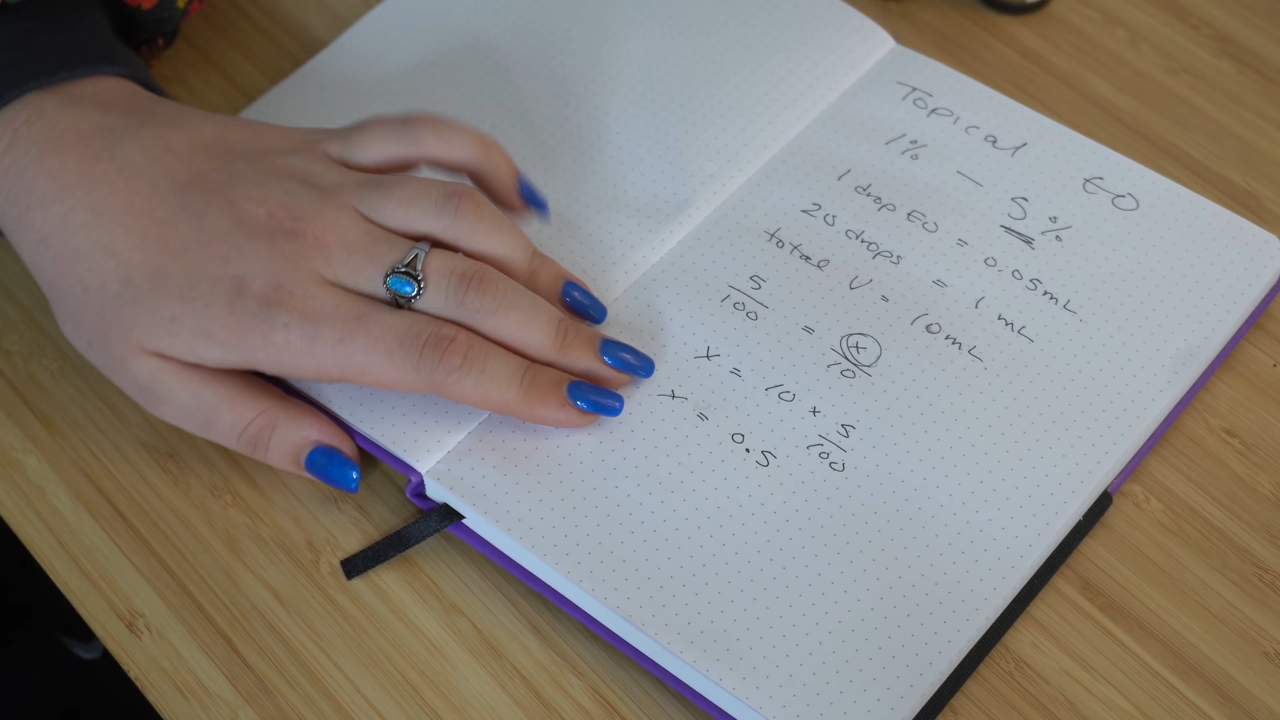 Topical EO
1% – 5%
1 drop EO = 0.05mL
20 drops = 1 mL
total V = 10mL
5/100 = x/10
x = 10 × 5/100
x = 0.5